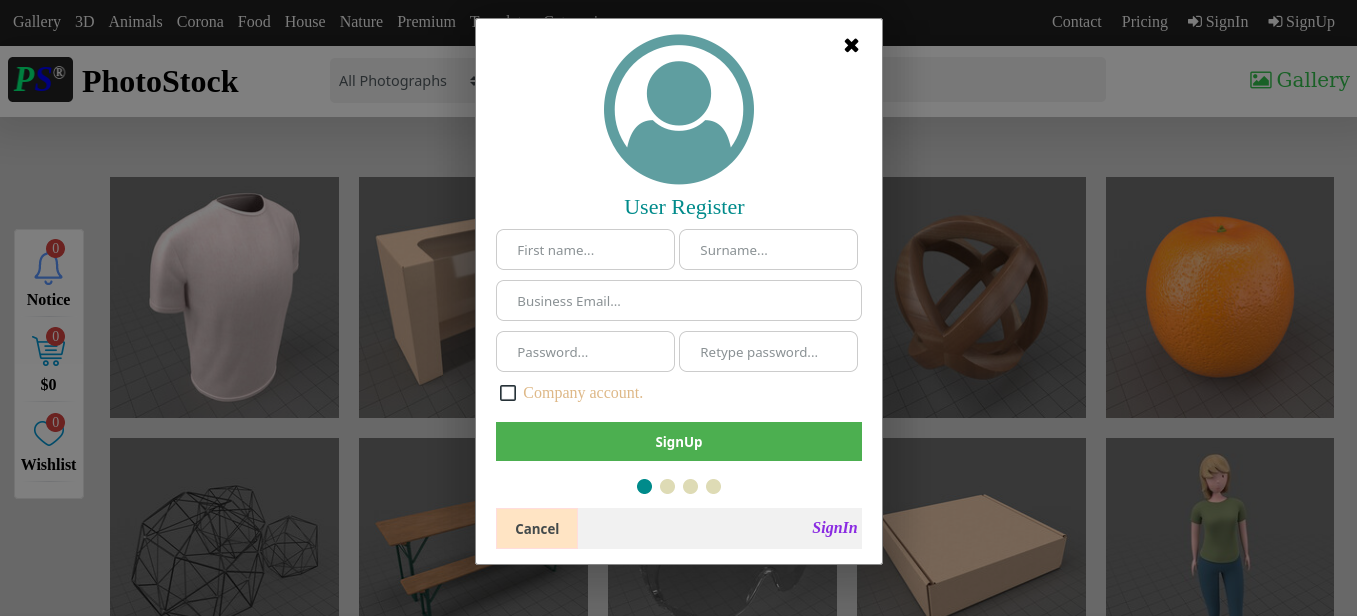 Gallery 3D Animals Corona Food House Nature Premium
Contact Pricing SignIn SignUp
PS® PhotoStock
All Photographs
Gallery
User Register
First name... Surname...
Business Email...
Password... Retype password...
Company account.
SignUp
Cancel SignIn
0
Notice
0
$0
0
Wishlist